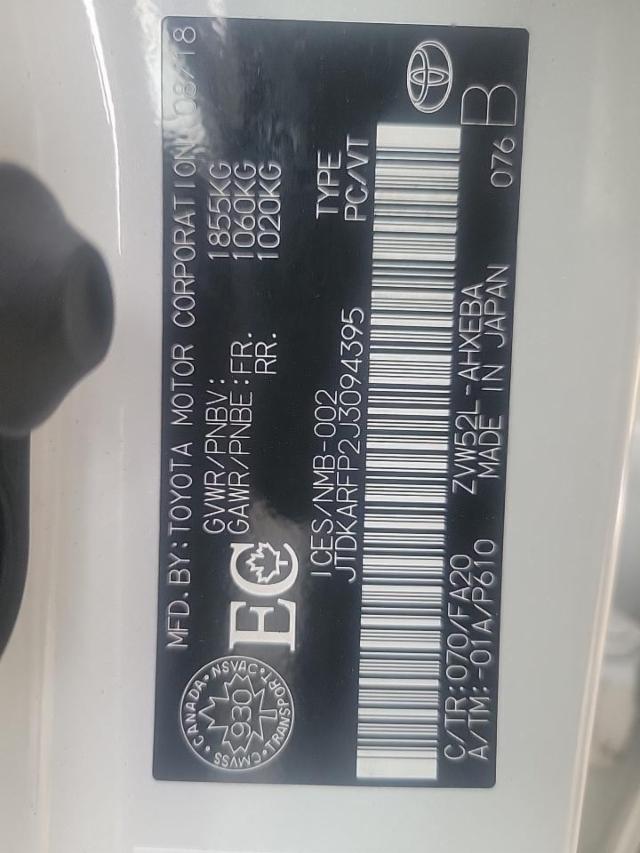 MFD. BY: TOYOTA MOTOR CORPORATION 08/18
GVWR/PNBV: 1855KG
GAWR/PNBE: FR. 1060KG
RR. 1020KG
CMVSS • CANADA • NSVAC • TRANSPORT •
930
EC
ICES/NMB-002 TYPE
JTDKARFP2J3094395 PC/VT
C/TR: 070/FA20 ZVW52L-AHXEBA 076 B
A/TM: -01A/P610 MADE IN JAPAN